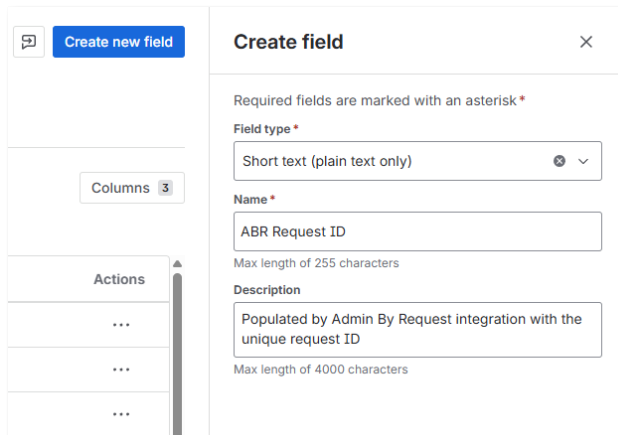 Create new field
Columns 3
Actions
...
...
...
Create field
Required fields are marked with an asterisk *
Field type *
Short text (plain text only)
Name *
ABR Request ID
Max length of 255 characters
Description
Populated by Admin By Request integration with the
unique request ID
Max length of 4000 characters